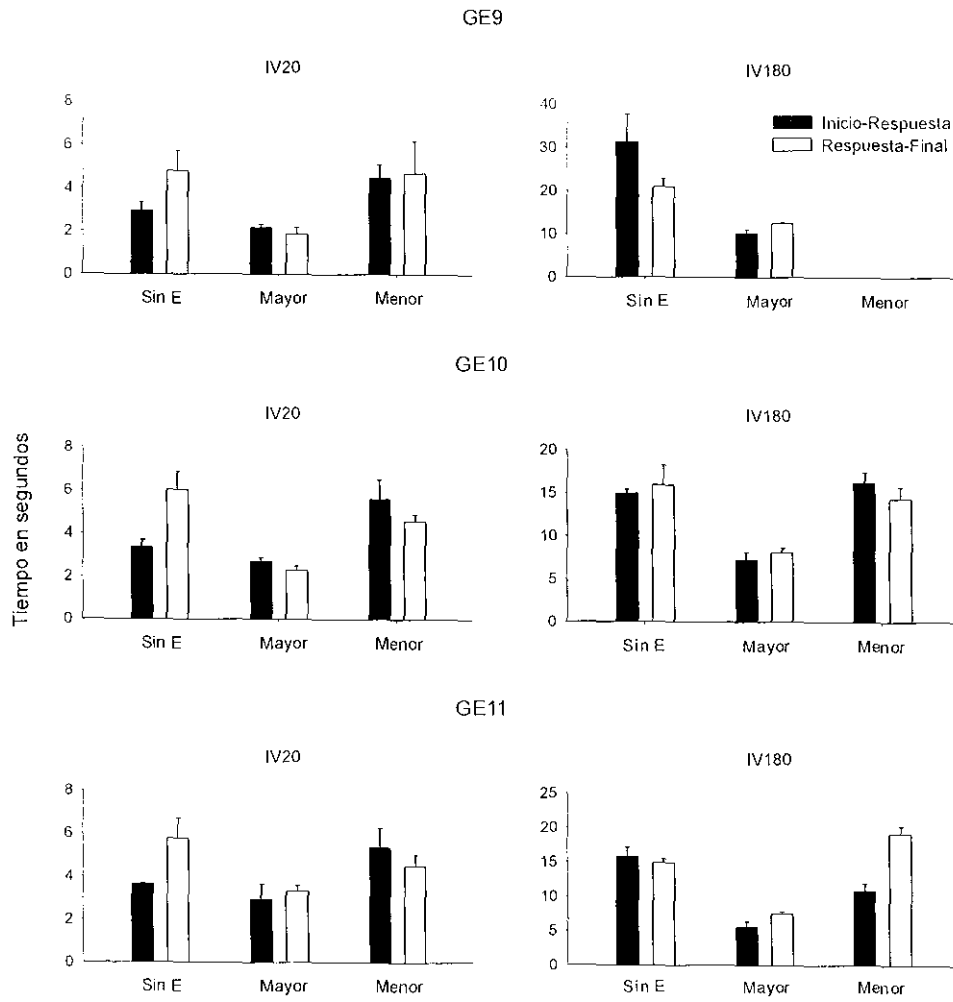 GE9
IV20
IV180
8
6
4
2
0
40
30
20
10
0
Inicio-Respuesta
Respuesta-Final
Sin E Mayor Menor
Sin E Mayor Menor
GE10
Tiempo en segundos
IV20
IV180
8
6
4
2
0
20
15
10
5
0
Sin E Mayor Menor
Sin E Mayor Menor
GE11
IV20
IV180
8
6
4
2
0
25
20
15
10
5
0
Sin E Mayor Menor
Sin E Mayor Menor